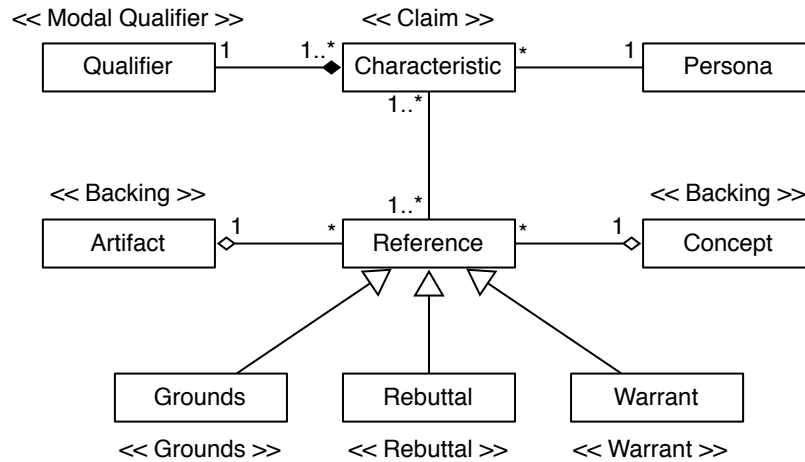 << Modal Qualifier >> << Claim >>
1 1..* * 1
Qualifier Characteristic Persona
1..*
<< Backing >> 1..* << Backing >>
1 * * 1
Artifact Reference Concept
Grounds Rebuttal Warrant
<< Grounds >> << Rebuttal >> << Warrant >>